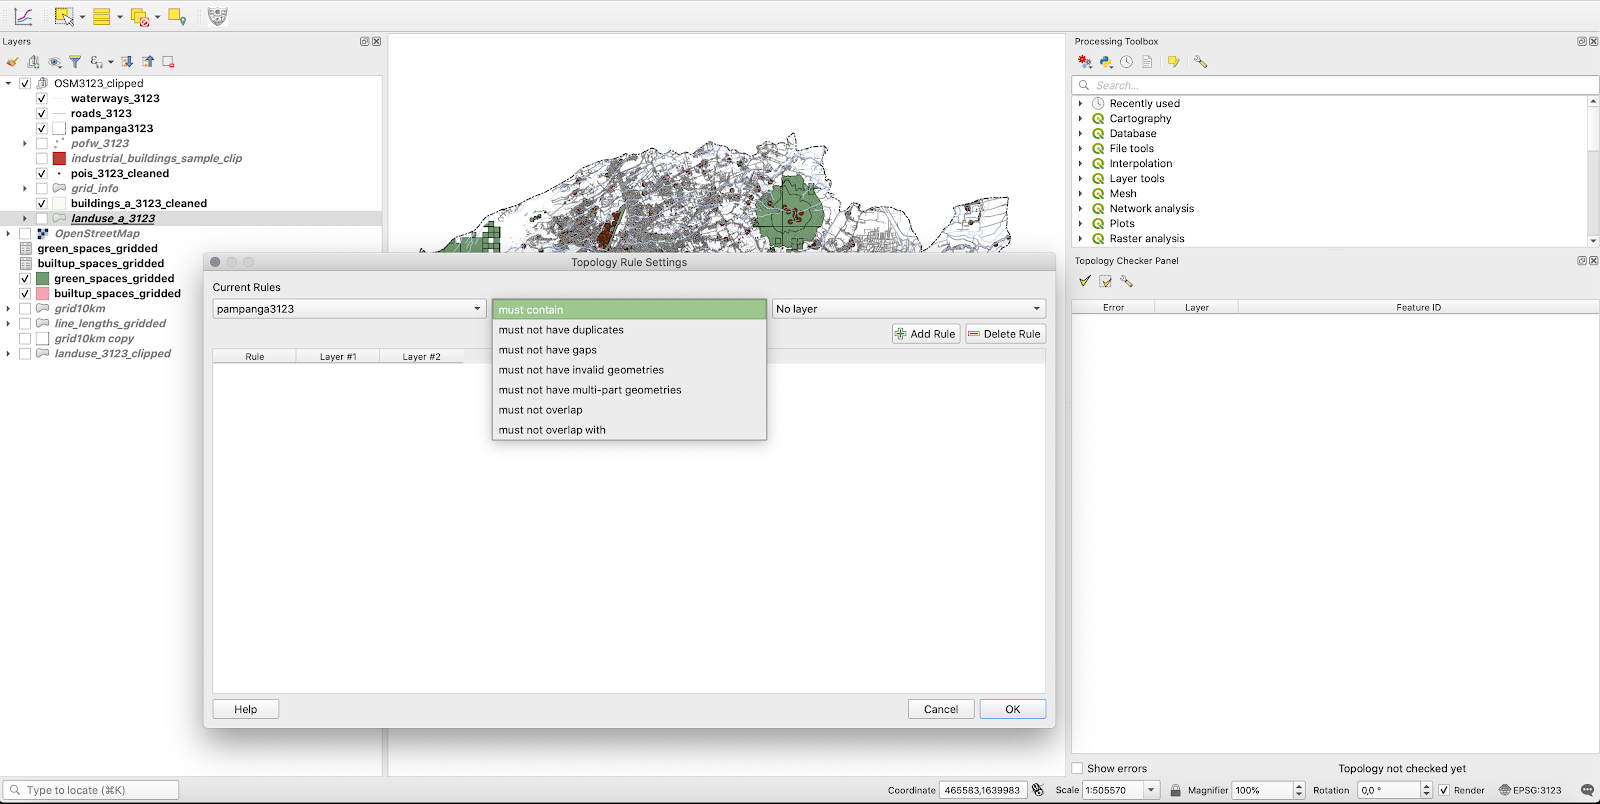 Layers
OSM3123_clipped
waterways_3123
roads_3123
pampanga3123
pofw_3123
industrial_buildings_sample_clip
pois_3123_cleaned
grid_info
buildings_a_3123_cleaned
landuse_a_3123
OpenStreetMap
green_spaces_gridded
builtup_spaces_gridded
green_spaces_gridded
builtup_spaces_gridded
grid10km
line_lengths_gridded
grid10km copy
landuse_3123_clipped
Topology Rule Settings
Current Rules
pampanga3123
must contain
must not have duplicates
must not have gaps
must not have invalid geometries
must not have multi-part geometries
must not overlap
must not overlap with
No layer
Add Rule Delete Rule
Rule Layer #1 Layer #2
Help Cancel OK
Processing Toolbox
Search...
Recently used
Cartography
Database
File tools
Interpolation
Layer tools
Mesh
Network analysis
Plots
Raster analysis
Topology Checker Panel
Error Layer Feature ID
Show errors Topology not checked yet
Type to locate (⌘K) Coordinate 465583,1639983 Scale 1:505570 Magnifier 100% Rotation 0,0 ° Render EPSG:3123